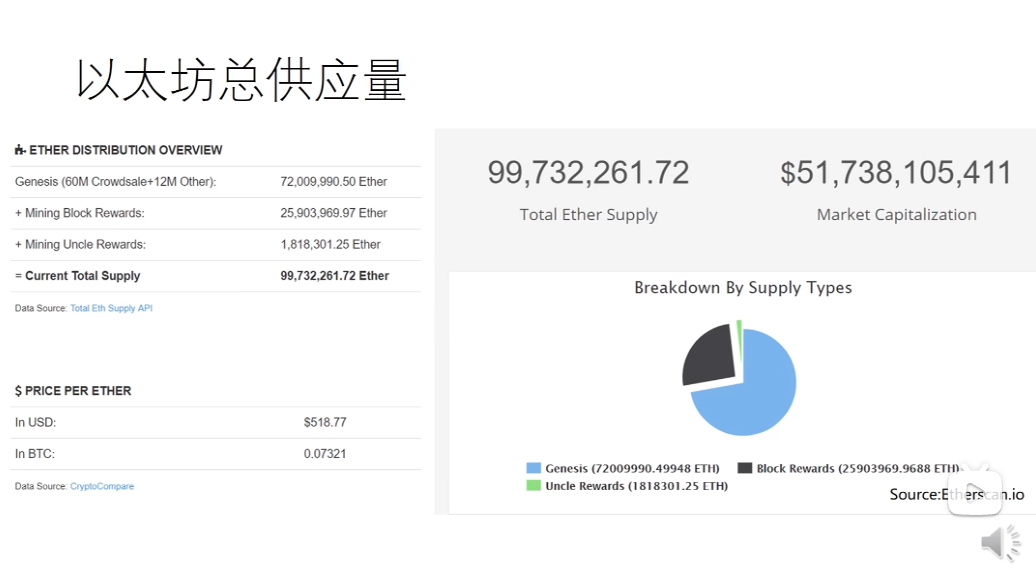 以太坊总供应量
ETHER DISTRIBUTION OVERVIEW
Genesis (60M Crowdsale+12M Other): 72,009,990.50 Ether
+ Mining Block Rewards: 25,903,969.97 Ether
+ Mining Uncle Rewards: 1,818,301.25 Ether
= Current Total Supply 99,732,261.72 Ether
Data Source: Total Eth Supply API
$ PRICE PER ETHER
In USD: $518.77
In BTC: 0.07321
Data Source: CryptoCompare
99,732,261.72 $51,738,105,411
Total Ether Supply Market Capitalization
Breakdown By Supply Types
Genesis (72009990.49948 ETH) Block Rewards (25903969.9688 ETH)
Uncle Rewards (1818301.25 ETH)
Source:Etherscan.io